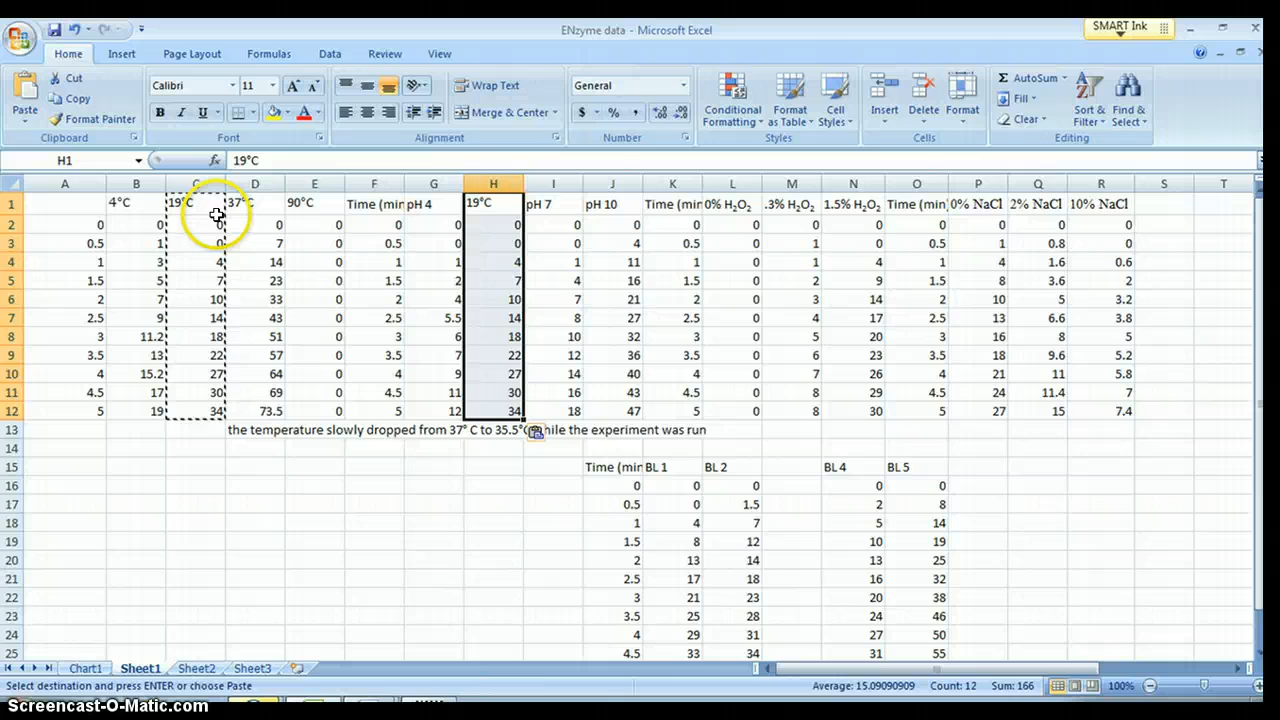 ENzyme data - Microsoft Excel
SMART Ink
Home Insert Page Layout Formulas Data Review View
Paste Cut Copy Format Painter Clipboard
Calibri 11 A A B I U A Font
Wrap Text Merge & Center Alignment
General $ % , Number
Conditional Formatting Format as Table Cell Styles Styles
Insert Delete Format Cells
Σ AutoSum Fill Clear Sort & Filter Find & Select Editing
H1 fx 19°C
A B C D E F G H I J K L M N O P Q R S T
1 4°C 19°C 37°C 90°C Time (min pH 4 19°C pH 7 pH 10 Time (min 0% H₂O₂ .3% H₂O₂ 1.5% H₂O₂ Time (min) 0% NaCl 2% NaCl 10% NaCl
2 0 0 0 0 0 0 0 0 0 0 0 0 0 0 0 0 0 0
3 0.5 1 0 7 0 0.5 0 0 0 4 0.5 0 1 0 0.5 1 0.8 0
4 1 3 4 14 0 1 1 4 1 11 1 0 1 4 1 4 1.6 0.6
5 1.5 5 7 23 0 1.5 2 7 4 16 1.5 0 2 9 1.5 8 3.6 2
6 2 7 10 33 0 2 4 10 7 21 2 0 3 14 2 10 5 3.2
7 2.5 9 14 43 0 2.5 5.5 14 8 27 2.5 0 4 17 2.5 13 6.6 3.8
8 3 11.2 18 51 0 3 6 18 10 32 3 0 5 20 3 16 8 5
9 3.5 13 22 57 0 3.5 7 22 12 36 3.5 0 6 23 3.5 18 9.6 5.2
10 4 15.2 27 64 0 4 9 27 14 40 4 0 7 26 4 21 11 5.8
11 4.5 17 30 69 0 4.5 11 30 16 43 4.5 0 8 29 4.5 24 11.4 7
12 5 19 34 73.5 0 5 12 34 18 47 5 0 8 30 5 27 15 7.4
13 the temperature slowly dropped from 37° C to 35.5°C while the experiment was run
14
15 Time (min BL 1 BL 2 BL 4 BL 5
16 0 0 0 0 0
17 0.5 0 1.5 2 8
18 1 4 7 5 14
19 1.5 8 12 10 19
20 2 13 14 13 25
21 2.5 17 18 16 32
22 3 21 23 20 38
23 3.5 25 28 24 46
24 4 29 31 27 50
25 4.5 33 34 31 55
Chart1 Sheet1 Sheet2 Sheet3
Select destination and press ENTER or choose Paste Average: 15.09090909 Count: 12 Sum: 166 100%
Screencast-O-Matic.com